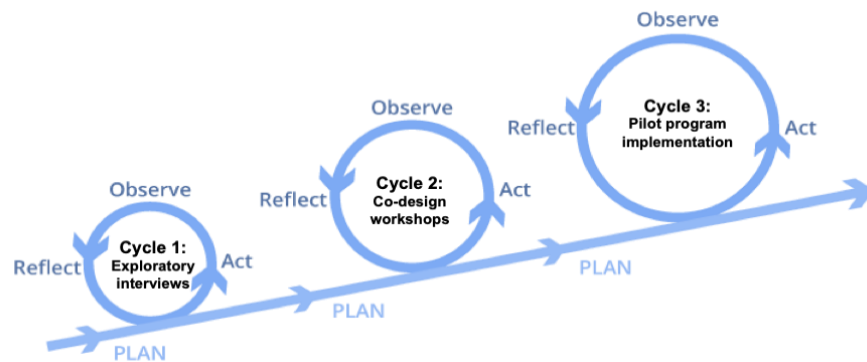 Observe
Reflect
Cycle 1:
Exploratory
interviews
Act
PLAN
Observe
Reflect
Cycle 2:
Co-design
workshops
Act
PLAN
Observe
Reflect
Cycle 3:
Pilot program
implementation
Act
PLAN